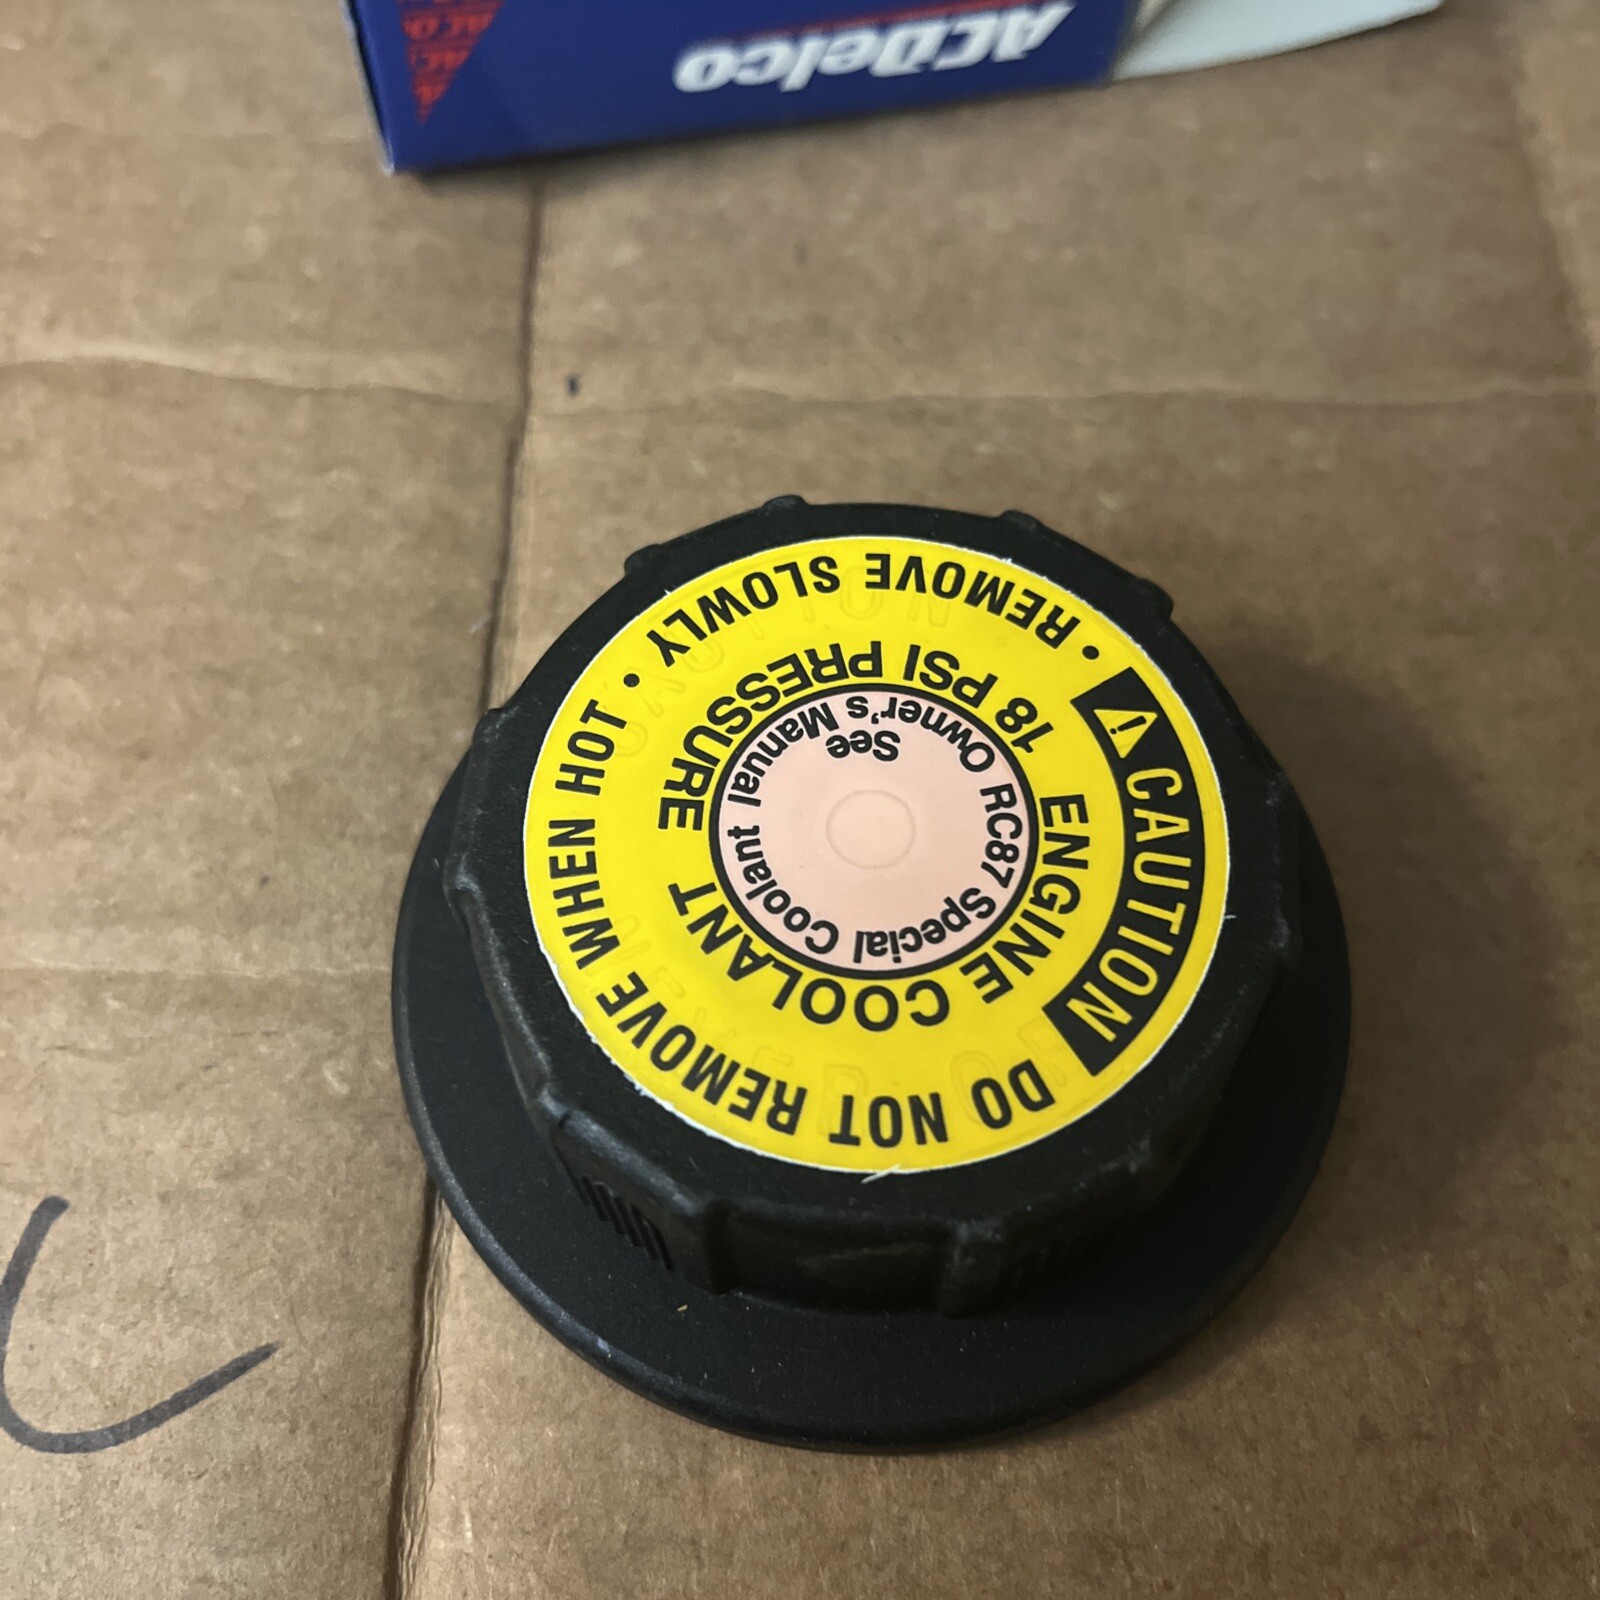 ACDelco
CAUTION
DO NOT REMOVE WHEN HOT • REMOVE SLOWLY •
ENGINE COOLANT
18 PSI PRESSURE
RC87 Special Coolant
See
Owner's Manual